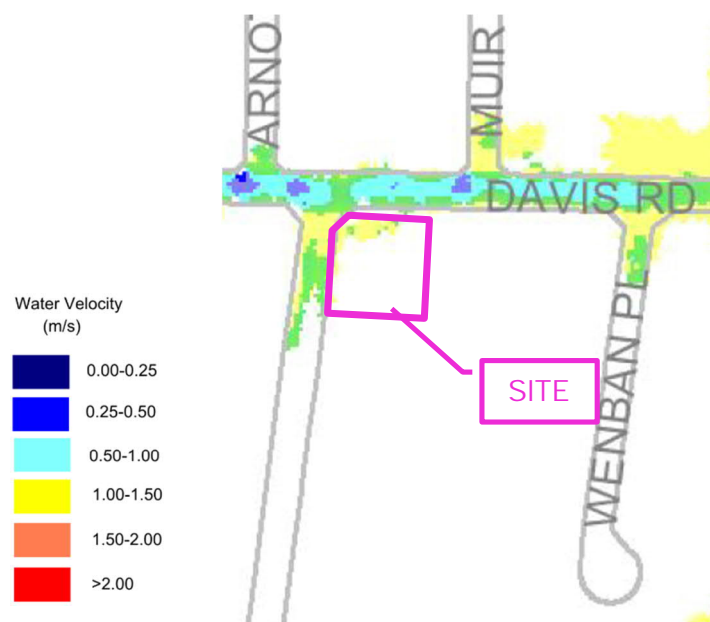 ARNO
MUIR
DAVIS RD
WENBAN PL
SITE
Water Velocity
(m/s)
0.00-0.25
0.25-0.50
0.50-1.00
1.00-1.50
1.50-2.00
>2.00